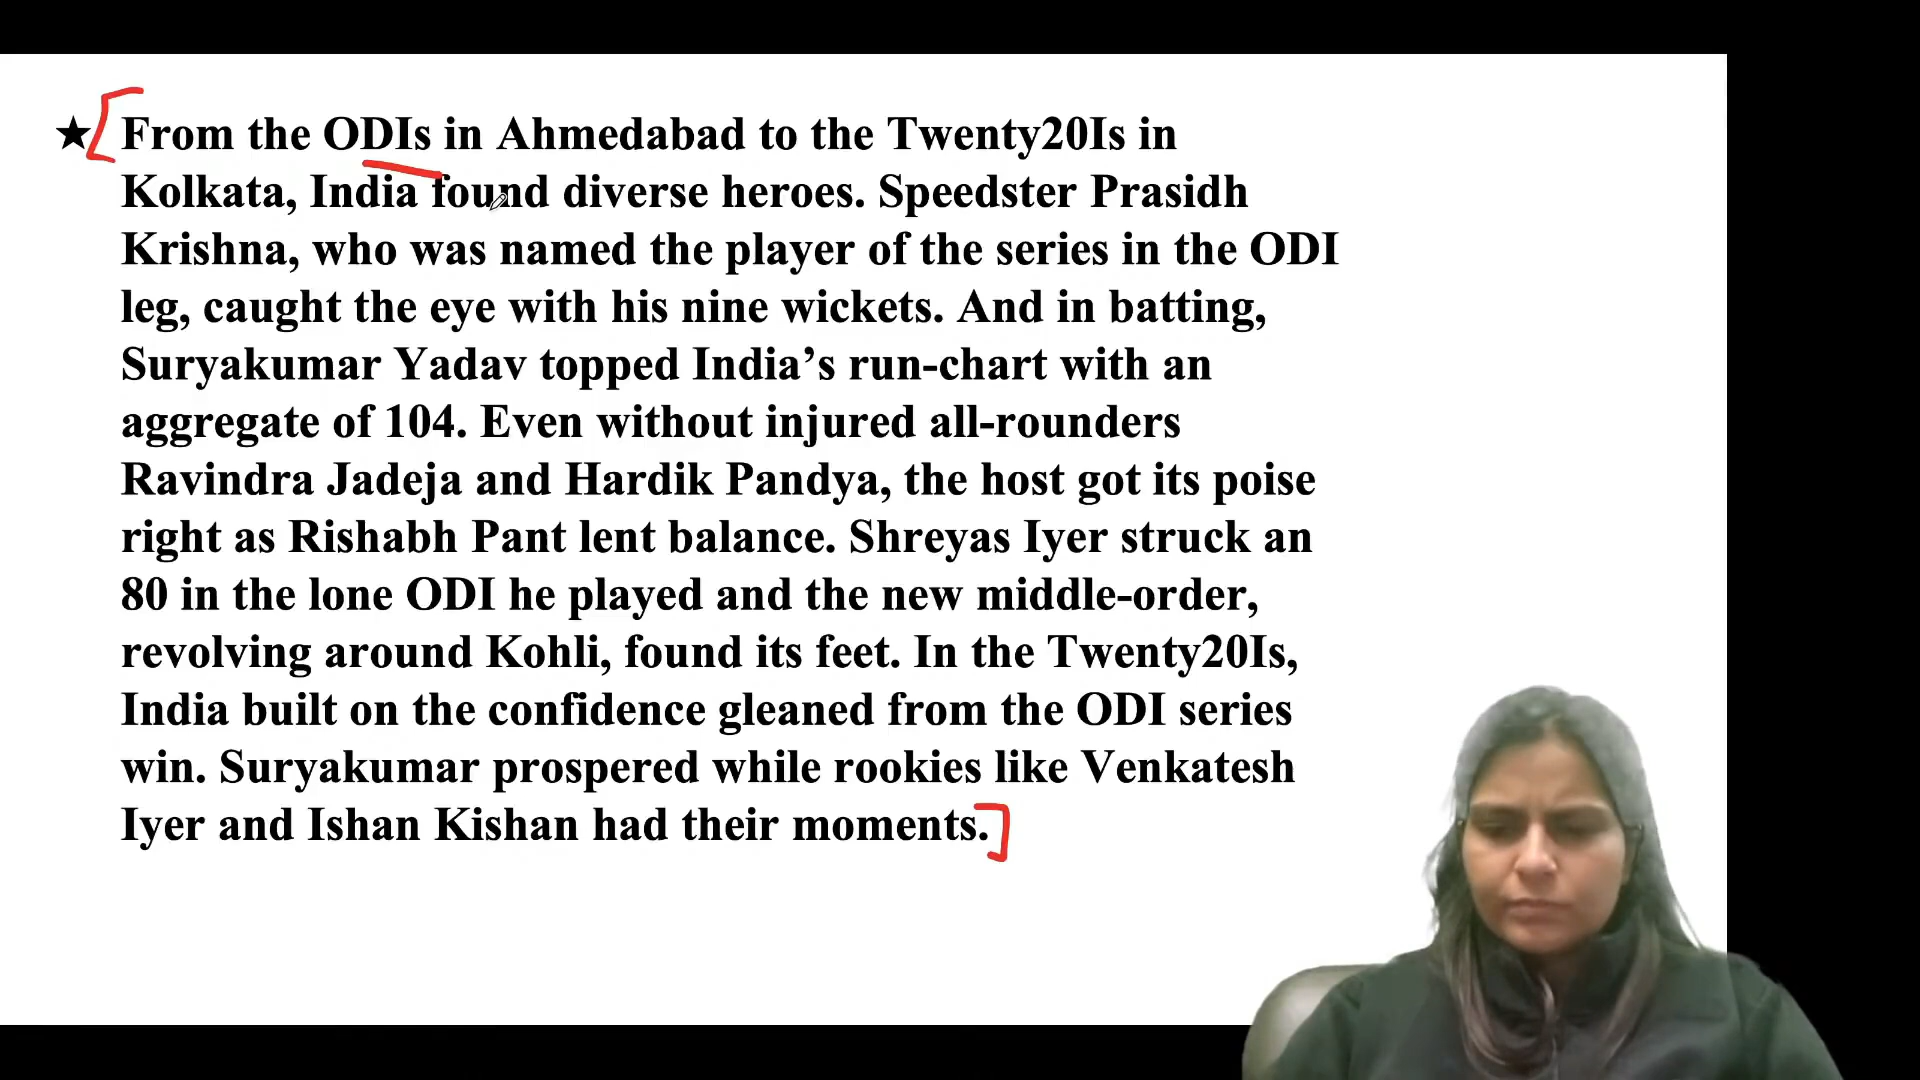 ★ From the ODIs in Ahmedabad to the Twenty20Is in
Kolkata, India found diverse heroes. Speedster Prasidh
Krishna, who was named the player of the series in the ODI
leg, caught the eye with his nine wickets. And in batting,
Suryakumar Yadav topped India’s run-chart with an
aggregate of 104. Even without injured all-rounders
Ravindra Jadeja and Hardik Pandya, the host got its poise
right as Rishabh Pant lent balance. Shreyas Iyer struck an
80 in the lone ODI he played and the new middle-order,
revolving around Kohli, found its feet. In the Twenty20Is,
India built on the confidence gleaned from the ODI series
win. Suryakumar prospered while rookies like Venkatesh
Iyer and Ishan Kishan had their moments.